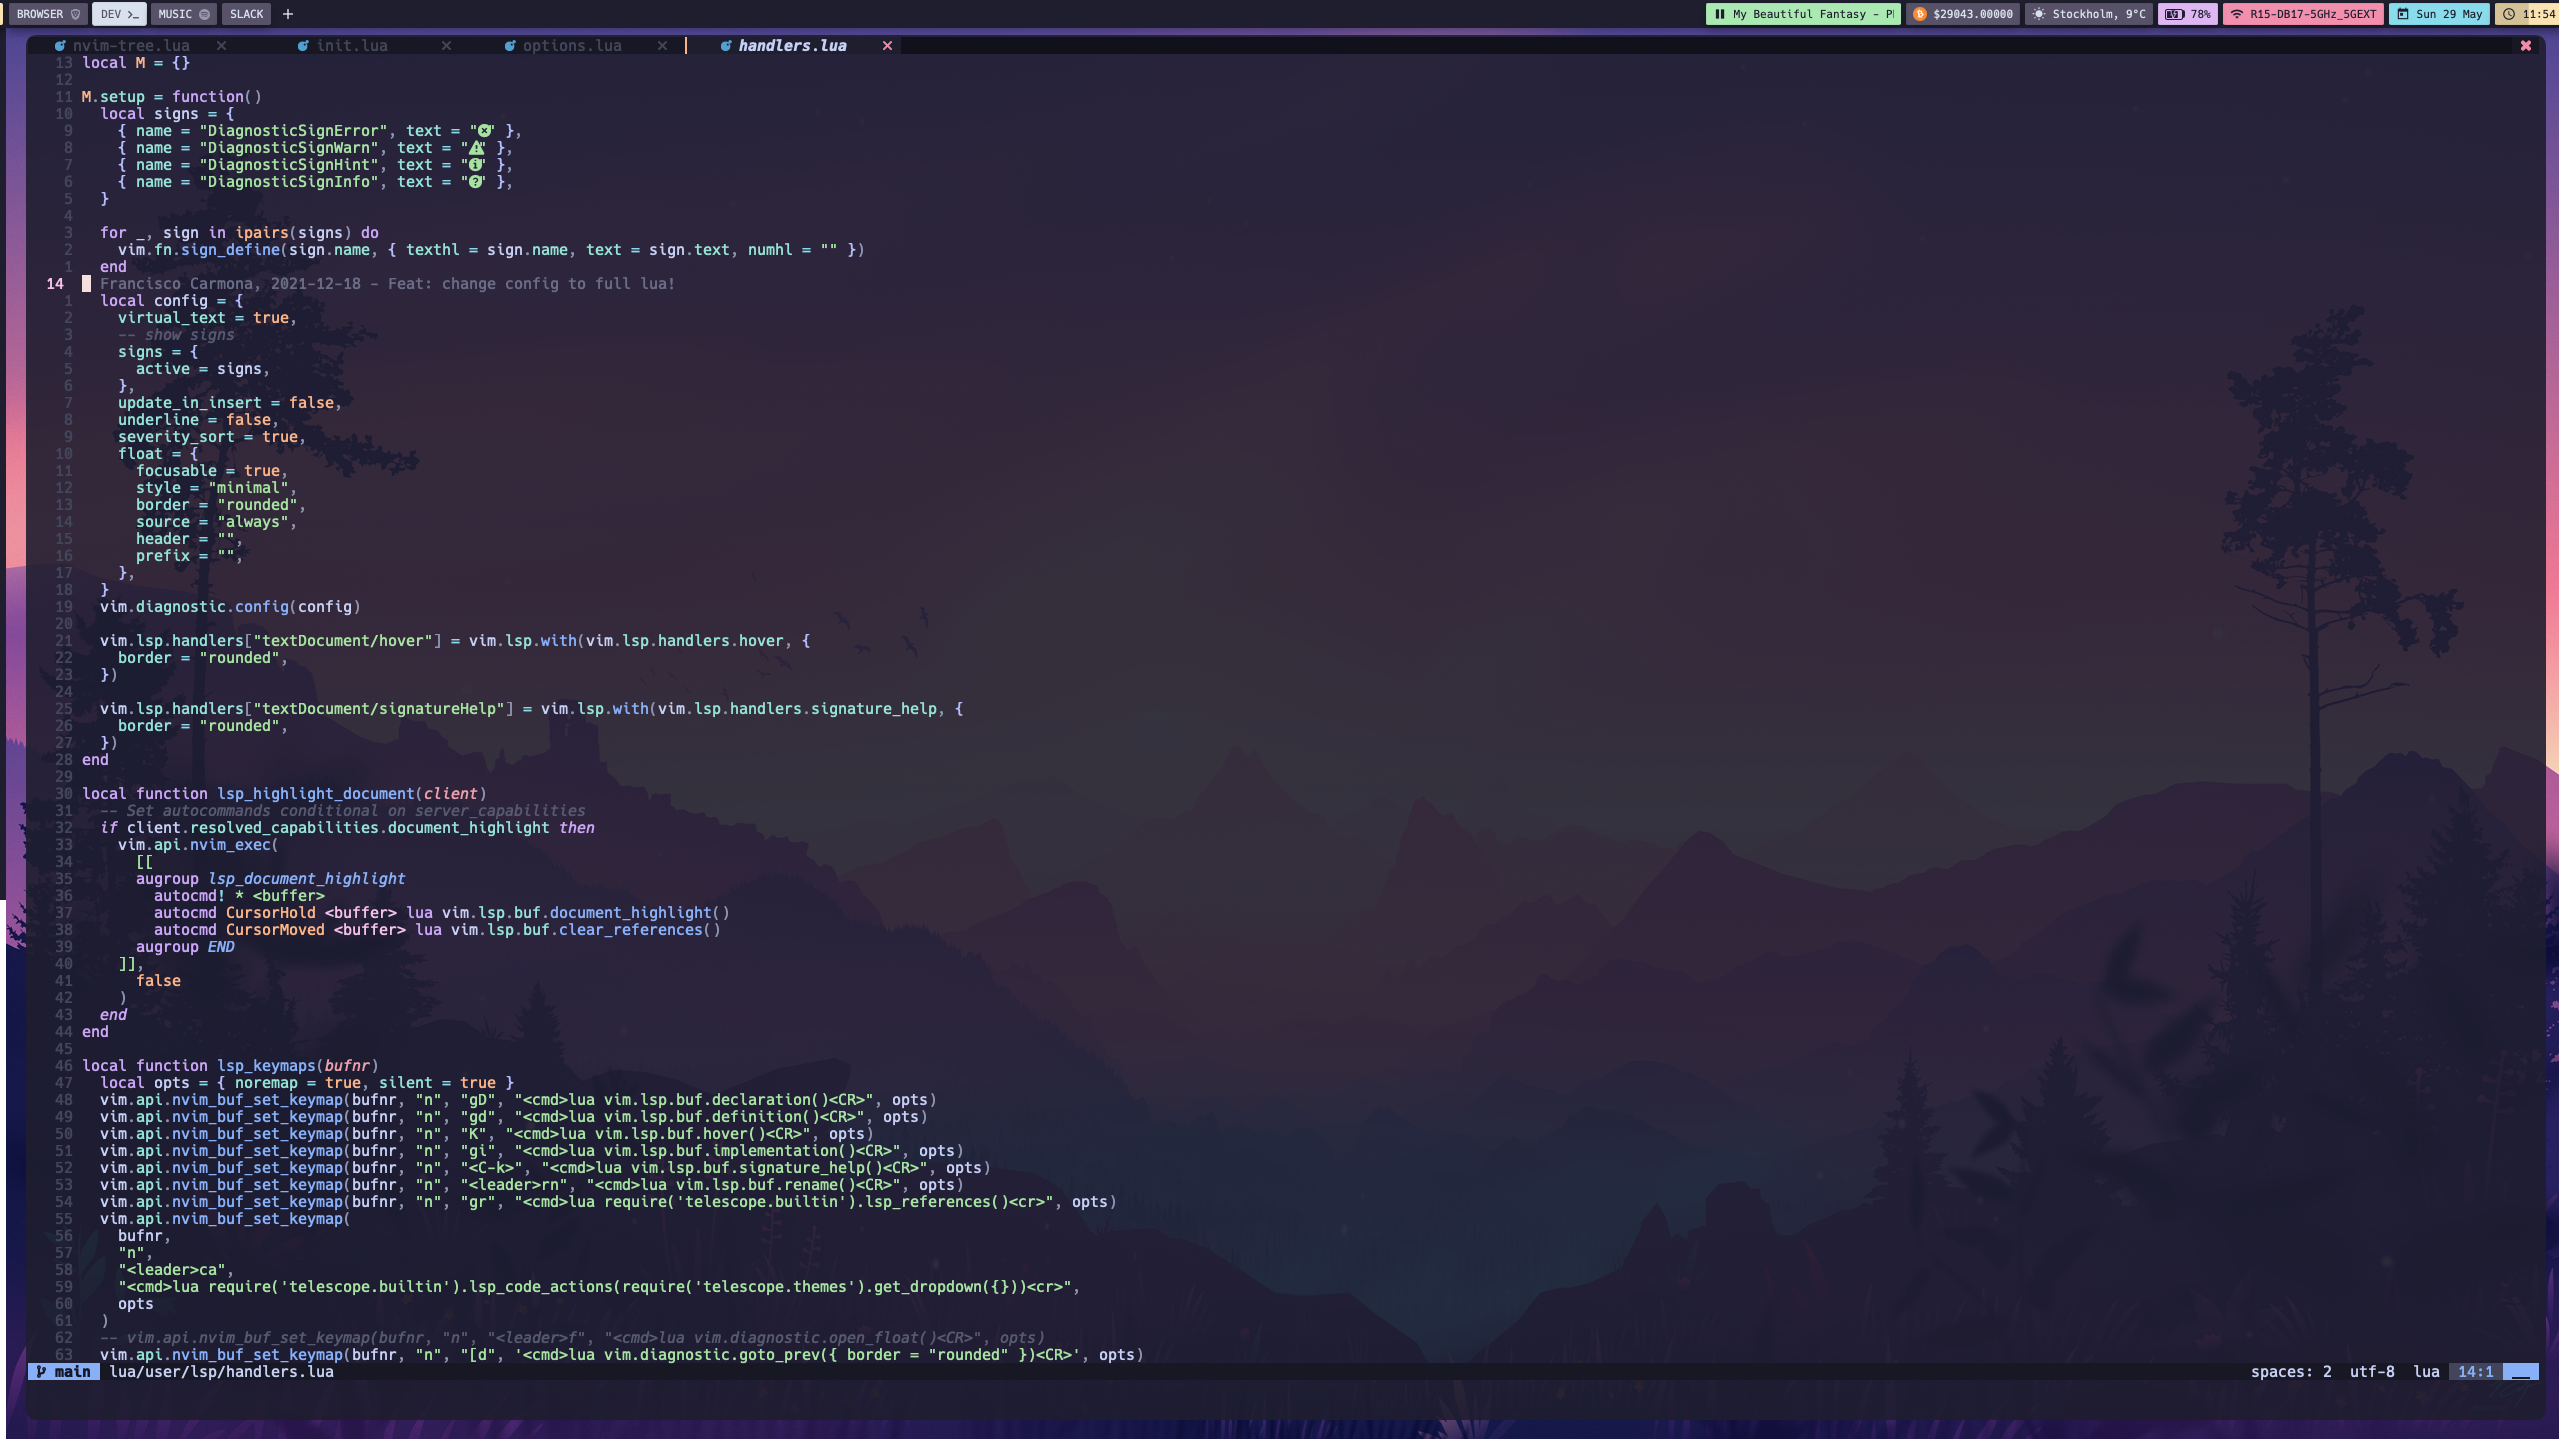 BROWSER DEV MUSIC SLACK + My Beautiful Fantasy - Pl $29043.00000 Stockholm, 9°C 78% R15-DB17-5GHz_5GEXT Sun 29 May 11:54
nvim-tree.lua init.lua options.lua handlers.lua
13 local M = {}
12
11 M.setup = function()
10 local signs = {
9 { name = "DiagnosticSignError", text = "" },
8 { name = "DiagnosticSignWarn", text = "" },
7 { name = "DiagnosticSignHint", text = "" },
6 { name = "DiagnosticSignInfo", text = "" },
5 }
4
3 for _, sign in ipairs(signs) do
2 vim.fn.sign_define(sign.name, { texthl = sign.name, text = sign.text, numhl = "" })
1 end
14 Francisco Carmona, 2021-12-18 - Feat: change config to full lua!
1 local config = {
2 virtual_text = true,
3 -- show signs
4 signs = {
5 active = signs,
6 },
7 update_in_insert = false,
8 underline = false,
9 severity_sort = true,
10 float = {
11 focusable = true,
12 style = "minimal",
13 border = "rounded",
14 source = "always",
15 header = "",
16 prefix = "",
17 },
18 }
19 vim.diagnostic.config(config)
20
21 vim.lsp.handlers["textDocument/hover"] = vim.lsp.with(vim.lsp.handlers.hover, {
22 border = "rounded",
23 })
24
25 vim.lsp.handlers["textDocument/signatureHelp"] = vim.lsp.with(vim.lsp.handlers.signature_help, {
26 border = "rounded",
27 })
28 end
29
30 local function lsp_highlight_document(client)
31 -- Set autocommands conditional on server_capabilities
32 if client.resolved_capabilities.document_highlight then
33 vim.api.nvim_exec(
34 [[
35 augroup lsp_document_highlight
36 autocmd! * <buffer>
37 autocmd CursorHold <buffer> lua vim.lsp.buf.document_highlight()
38 autocmd CursorMoved <buffer> lua vim.lsp.buf.clear_references()
39 augroup END
40 ]],
41 false
42 )
43 end
44 end
45
46 local function lsp_keymaps(bufnr)
47 local opts = { noremap = true, silent = true }
48 vim.api.nvim_buf_set_keymap(bufnr, "n", "gD", "<cmd>lua vim.lsp.buf.declaration()<CR>", opts)
49 vim.api.nvim_buf_set_keymap(bufnr, "n", "gd", "<cmd>lua vim.lsp.buf.definition()<CR>", opts)
50 vim.api.nvim_buf_set_keymap(bufnr, "n", "K", "<cmd>lua vim.lsp.buf.hover()<CR>", opts)
51 vim.api.nvim_buf_set_keymap(bufnr, "n", "gi", "<cmd>lua vim.lsp.buf.implementation()<CR>", opts)
52 vim.api.nvim_buf_set_keymap(bufnr, "n", "<C-k>", "<cmd>lua vim.lsp.buf.signature_help()<CR>", opts)
53 vim.api.nvim_buf_set_keymap(bufnr, "n", "<leader>rn", "<cmd>lua vim.lsp.buf.rename()<CR>", opts)
54 vim.api.nvim_buf_set_keymap(bufnr, "n", "gr", "<cmd>lua require('telescope.builtin').lsp_references()<cr>", opts)
55 vim.api.nvim_buf_set_keymap(
56 bufnr,
57 "n",
58 "<leader>ca",
59 "<cmd>lua require('telescope.builtin').lsp_code_actions(require('telescope.themes').get_dropdown({}))<cr>",
60 opts
61 )
62 -- vim.api.nvim_buf_set_keymap(bufnr, "n", "<leader>f", "<cmd>lua vim.diagnostic.open_float()<CR>", opts)
63 vim.api.nvim_buf_set_keymap(bufnr, "n", "[d", '<cmd>lua vim.diagnostic.goto_prev({ border = "rounded" })<CR>', opts)
main lua/user/lsp/handlers.lua spaces: 2 utf-8 lua 14:1